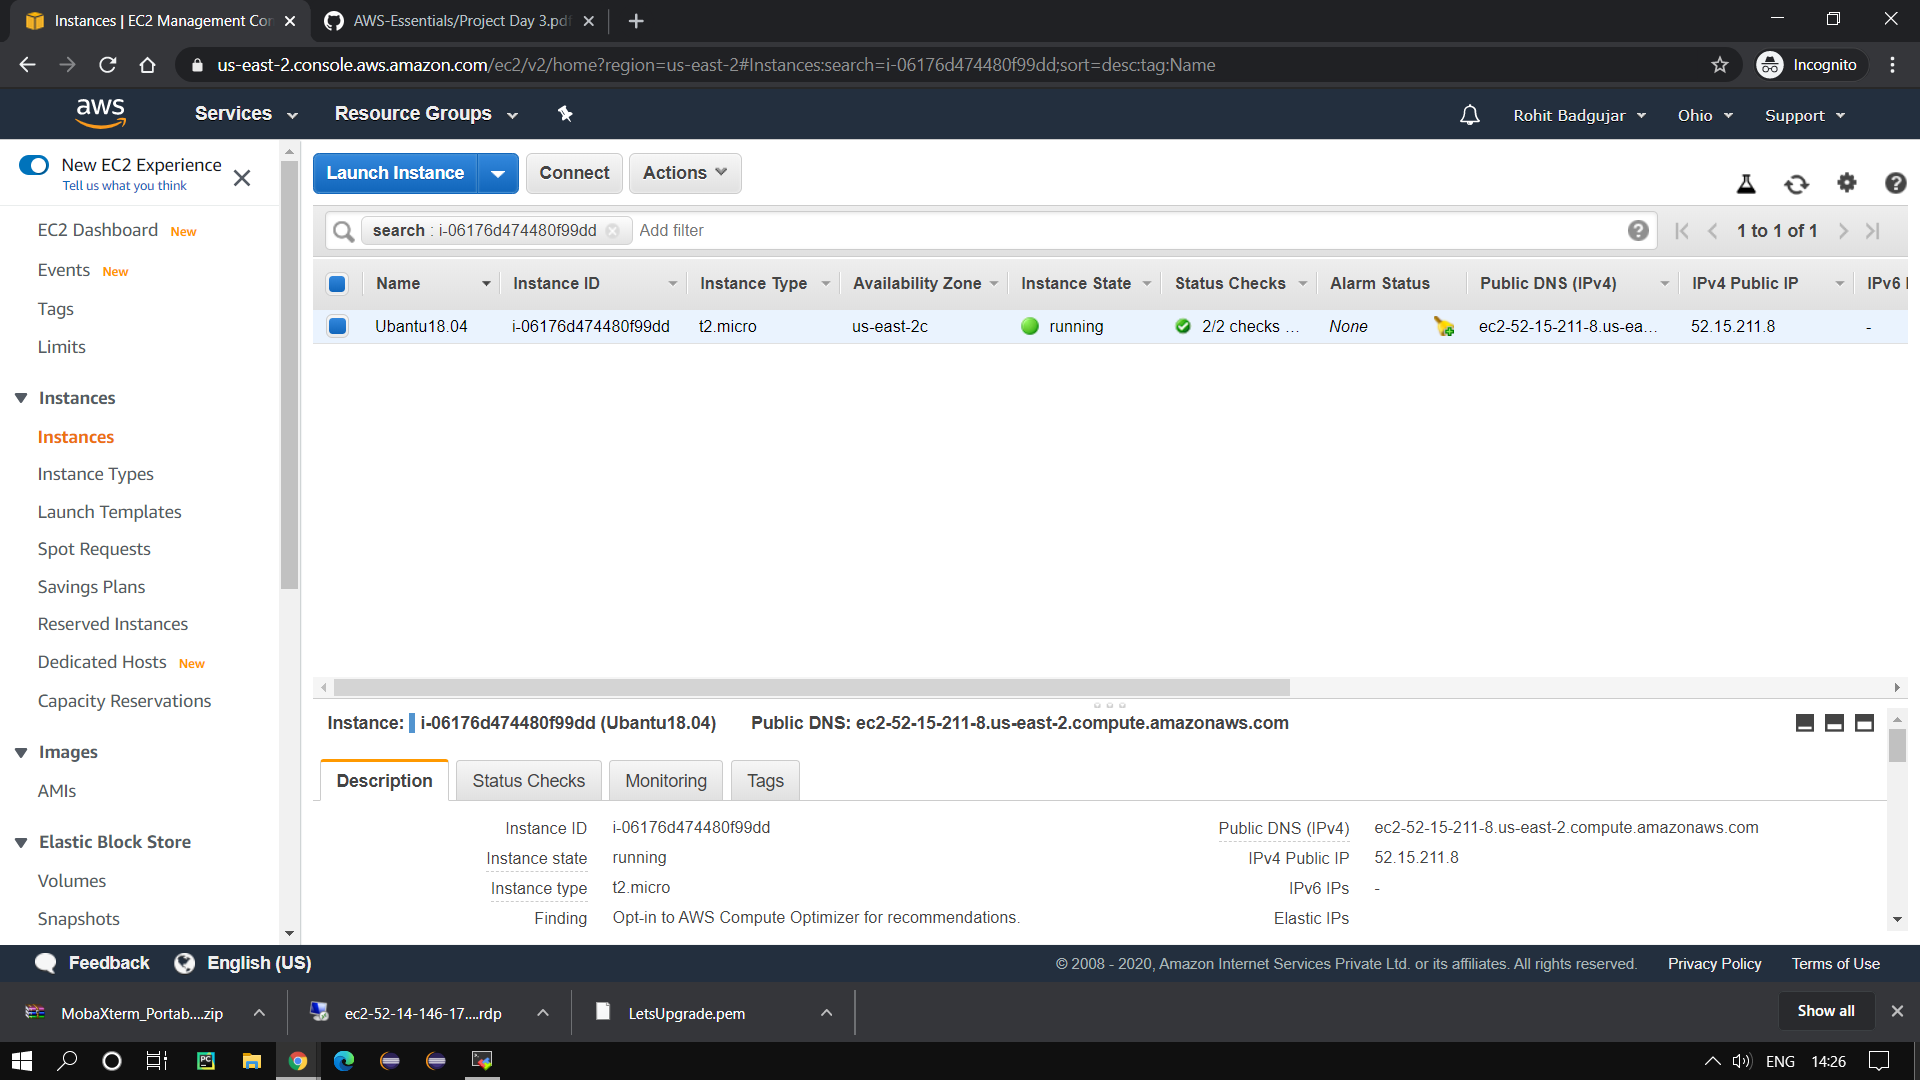 Instances | EC2 Management Con
AWS-Essentials/Project Day 3.pdf
us-east-2.console.aws.amazon.com/ec2/v2/home?region=us-east-2#Instances:search=i-06176d474480f99dd;sort=desc:tag:Name
Incognito
aws
Services
Resource Groups
Rohit Badgujar
Ohio
Support
New EC2 Experience
Tell us what you think
EC2 Dashboard New
Events New
Tags
Limits
Instances
Instances
Instance Types
Launch Templates
Spot Requests
Savings Plans
Reserved Instances
Dedicated Hosts New
Capacity Reservations
Images
AMIs
Elastic Block Store
Volumes
Snapshots
Launch Instance
Connect
Actions
search : i-06176d474480f99dd Add filter
1 to 1 of 1
Name Instance ID Instance Type Availability Zone Instance State Status Checks Alarm Status Public DNS (IPv4) IPv4 Public IP IPv6 I
Ubantu18.04 i-06176d474480f99dd t2.micro us-east-2c running 2/2 checks ... None ec2-52-15-211-8.us-ea... 52.15.211.8 -
Instance: i-06176d474480f99dd (Ubantu18.04) Public DNS: ec2-52-15-211-8.us-east-2.compute.amazonaws.com
Description Status Checks Monitoring Tags
Instance ID i-06176d474480f99dd
Instance state running
Instance type t2.micro
Finding Opt-in to AWS Compute Optimizer for recommendations.
Public DNS (IPv4) ec2-52-15-211-8.us-east-2.compute.amazonaws.com
IPv4 Public IP 52.15.211.8
IPv6 IPs -
Elastic IPs
Feedback
English (US)
© 2008 - 2020, Amazon Internet Services Private Ltd. or its affiliates. All rights reserved.
Privacy Policy
Terms of Use
MobaXterm_Portab....zip
ec2-52-14-146-17....rdp
LetsUpgrade.pem
Show all
PC
ENG
14:26